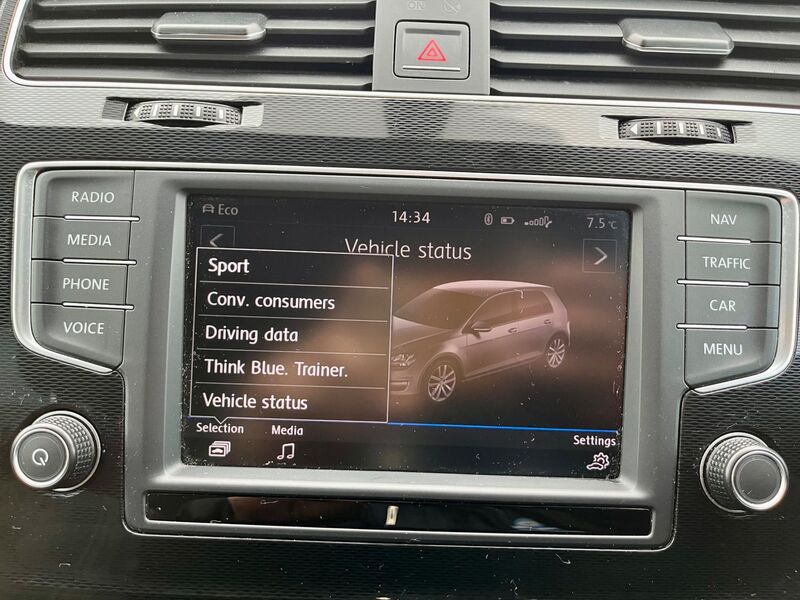 ON
RADIO
MEDIA
PHONE
VOICE
Eco
14:34
7.5°C
Vehicle status
Sport
Conv. consumers
Driving data
Think Blue. Trainer.
Vehicle status
Selection
Media
Settings
NAV
TRAFFIC
CAR
MENU